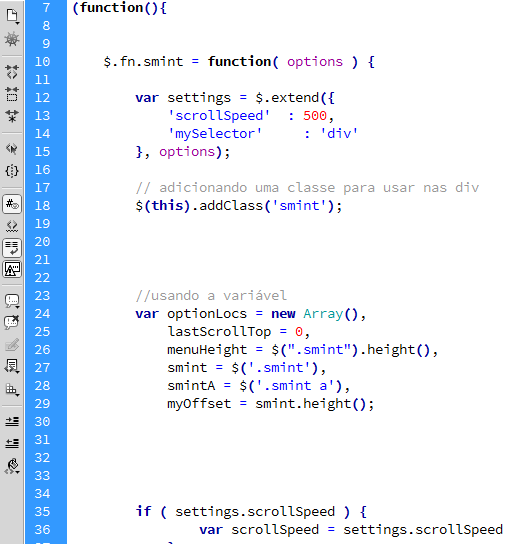 7 (function(){
8
9
10 $.fn.smint = function( options ) {
11
12 var settings = $.extend({
13 'scrollSpeed'  : 500,
14 'mySelector'     : 'div'
15 }, options);
16
17 // adicionando uma classe para usar nas div
18 $(this).addClass('smint');
19
20
21
22
23 //usando a variável
24 var optionLocs = new Array(),
25 lastScrollTop = 0,
26 menuHeight = $(".smint").height(),
27 smint = $('.smint'),
28 smintA = $('.smint a'),
29 myOffset = smint.height();
30
31
32
33
34
35 if ( settings.scrollSpeed ) {
36 var scrollSpeed = settings.scrollSpeed